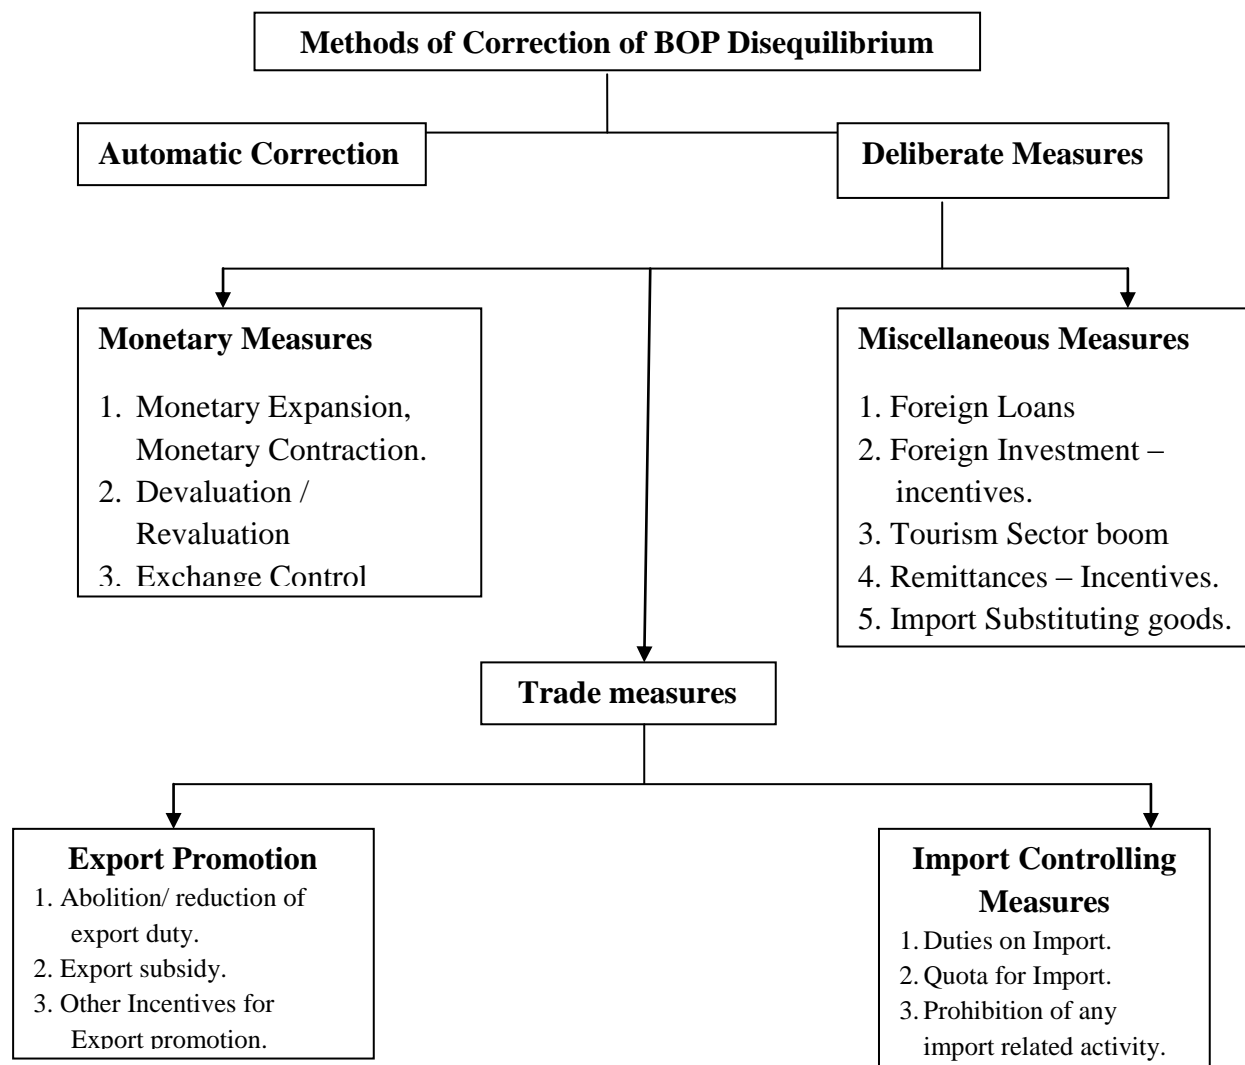 Methods of Correction of BOP Disequilibrium
Automatic Correction
Deliberate Measures
Monetary Measures
1. Monetary Expansion,
Monetary Contraction.
2. Devaluation /
Revaluation
3. Exchange Control
Miscellaneous Measures
1. Foreign Loans
2. Foreign Investment –
incentives.
3. Tourism Sector boom
4. Remittances – Incentives.
5. Import Substituting goods.
Trade measures
Export Promotion
1. Abolition/ reduction of
export duty.
2. Export subsidy.
3. Other Incentives for
Export promotion.
Import Controlling
Measures
1. Duties on Import.
2. Quota for Import.
3. Prohibition of any
import related activity.